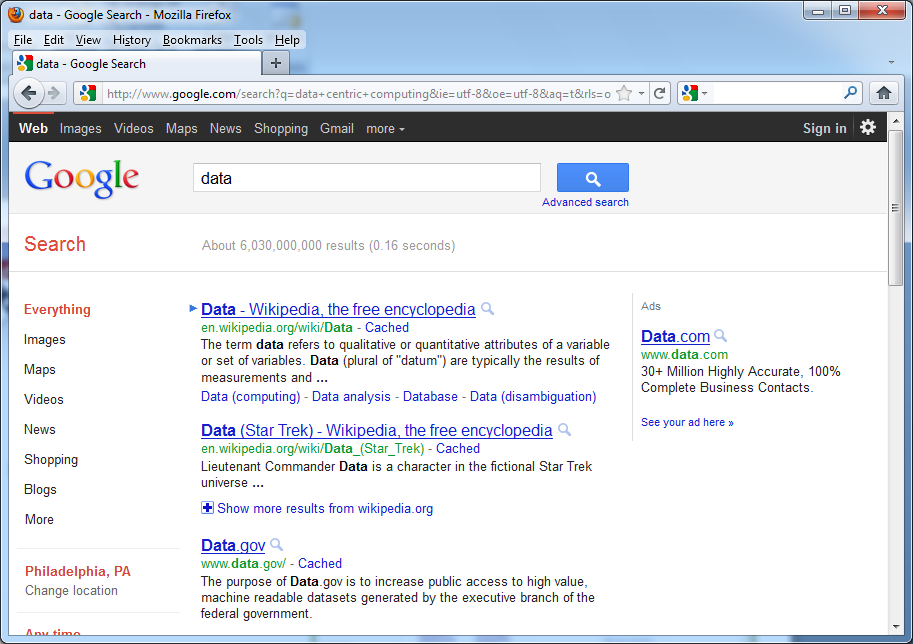 data - Google Search - Mozilla Firefox
File Edit View History Bookmarks Tools Help
data - Google Search
http://www.google.com/search?q=data+centric+computing&ie=utf-8&oe=utf-8&aq=t&rls=o
Web Images Videos Maps News Shopping Gmail more Sign in
Google data
Advanced search
Search About 6,030,000,000 results (0.16 seconds)
Everything
Images
Maps
Videos
News
Shopping
Blogs
More
Philadelphia, PA
Change location
Any time
Data - Wikipedia, the free encyclopedia
en.wikipedia.org/wiki/Data - Cached
The term data refers to qualitative or quantitative attributes of a variable
or set of variables. Data (plural of "datum") are typically the results of
measurements and ...
Data (computing) - Data analysis - Database - Data (disambiguation)
Data (Star Trek) - Wikipedia, the free encyclopedia
en.wikipedia.org/wiki/Data_(Star_Trek) - Cached
Lieutenant Commander Data is a character in the fictional Star Trek
universe ...
Show more results from wikipedia.org
Data.gov
www.data.gov/ - Cached
The purpose of Data.gov is to increase public access to high value,
machine readable datasets generated by the executive branch of the
federal government.
Ads
Data.com
www.data.com
30+ Million Highly Accurate, 100%
Complete Business Contacts.
See your ad here »